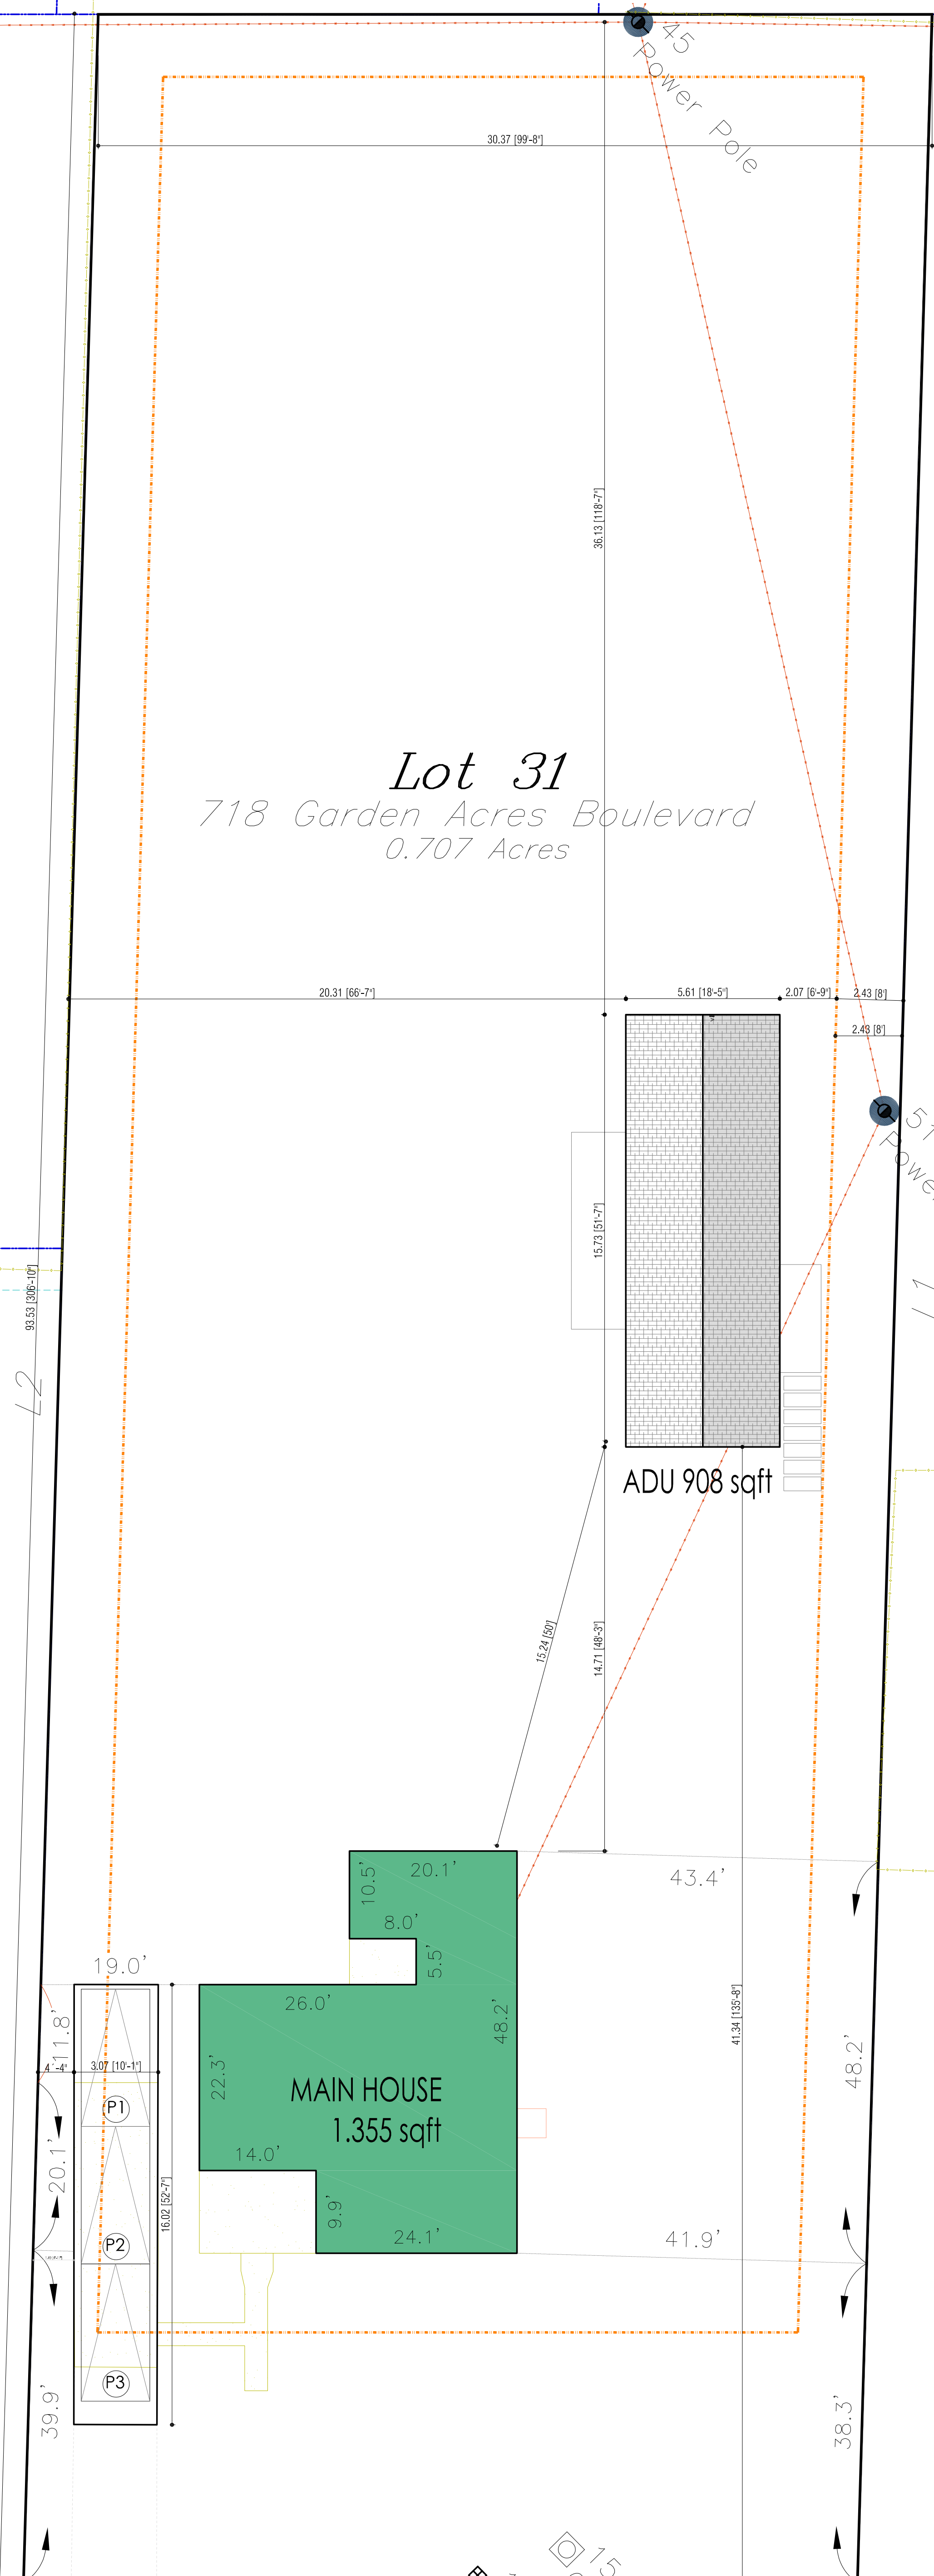 45
Power Pole
30.37 [99'-8"]
36.13 [118'-7"]
Lot 31
718 Garden Acres Boulevard
0.707 Acres
20.31 [66'-7"]
5.61 [18'-5"]
2.07 [6'-9"]
2.43 [8']
2.43 [8']
51
Powe
15.73 [51'-7"]
93.53 [306'-10"]
L1
L2
ADU 908 sqft
15.24 [50']
14.71 [48'-3"]
20.1'
10.5'
43.4'
8.0'
5.5'
19.0'
26.0'
48.2'
41.34 [135'-8"]
11.8'
48.2'
4'-4"
3.07 [10'-1"]
22.3'
MAIN HOUSE
P1
1.355 sqft
14.0'
20.1'
16.02 [52'-7"]
9.9'
24.1'
41.9'
P2
P3
39.9'
38.3'
15